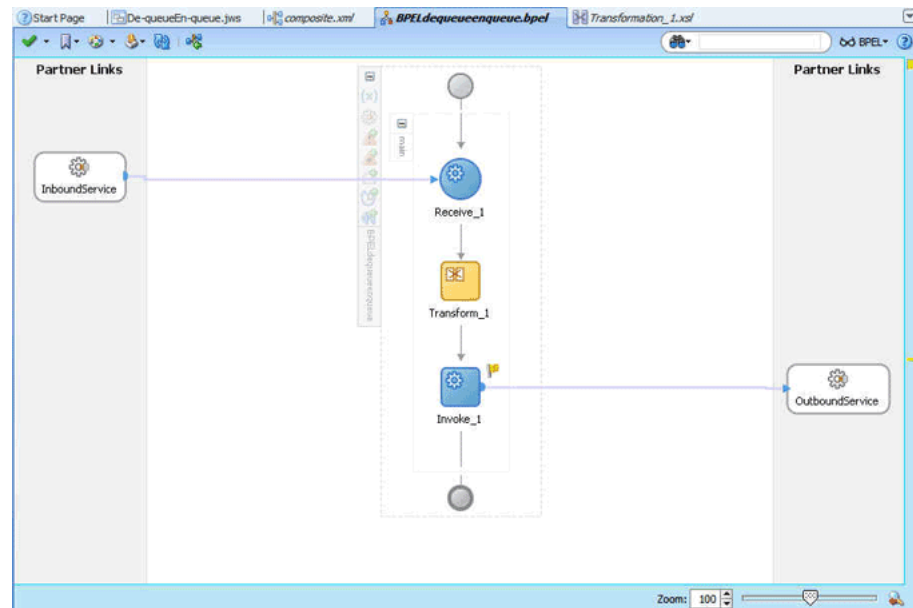 Start Page
De-queueEn-queue.jws
composite.xml
BPELdequeueenqueue.bpel
Transformation_1.xsl
BPEL
Partner Links
Partner Links
main
InboundService
Receive_1
BPELdequeueenqueue
Transform_1
Invoke_1
OutboundService
Zoom: 100